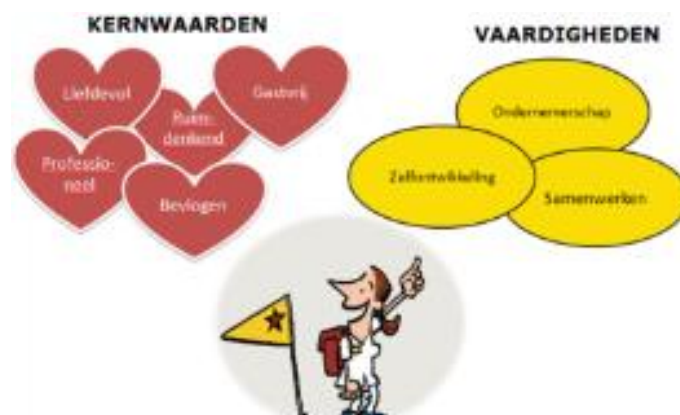 KERNWAARDEN
Liefdevol
Ruim-
denkend
Gastvrij
Professio-
neel
Bevlogen
VAARDIGHEDEN
Ondernemerschap
Zelfontwikkeling
Samenwerken